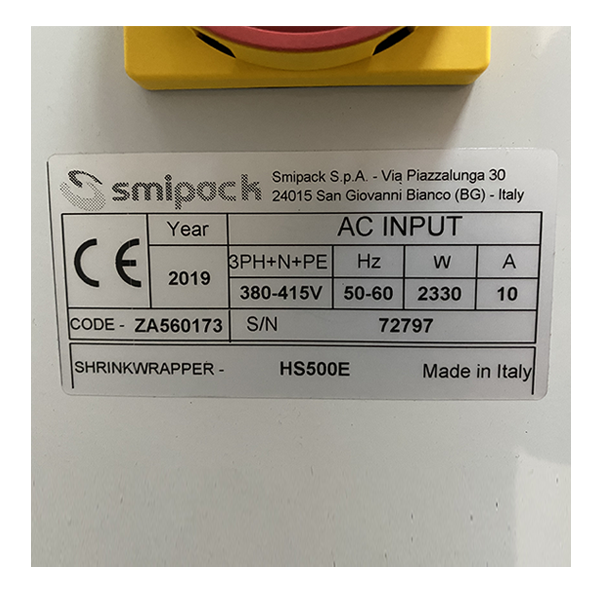 smipack
Smipack S.p.A. - Via Piazzalunga 30
24015 San Giovanni Bianco (BG) - Italy
CE
Year
AC INPUT
2019
3PH+N+PE Hz W A
380-415V 50-60 2330 10
CODE - ZA560173 S/N 72797
SHRINKWRAPPER - HS500E Made in Italy